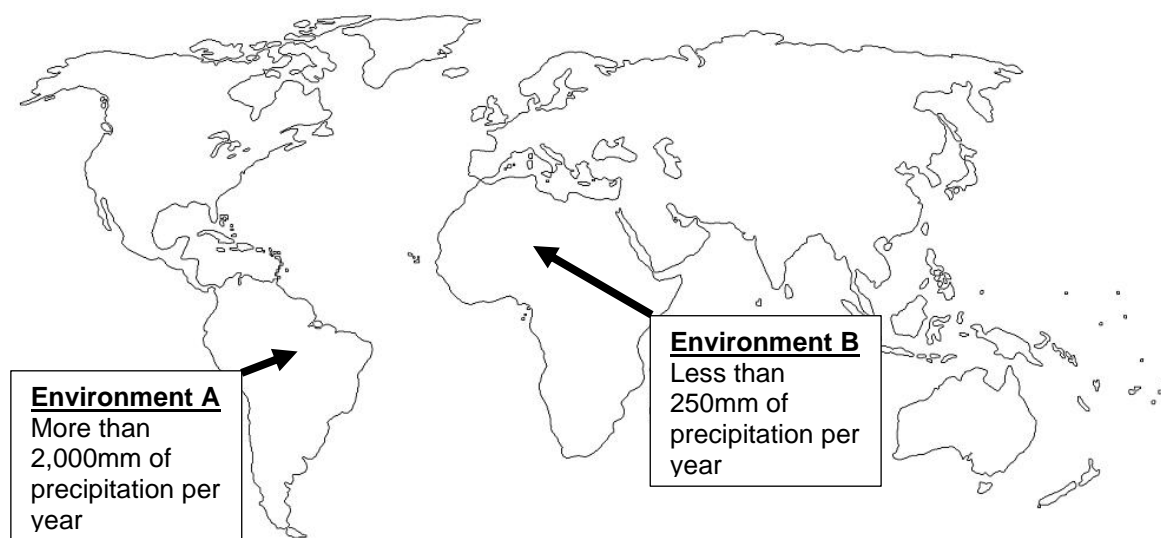 Environment A
More than
2,000mm of
precipitation per
year
Environment B
Less than
250mm of
precipitation per
year